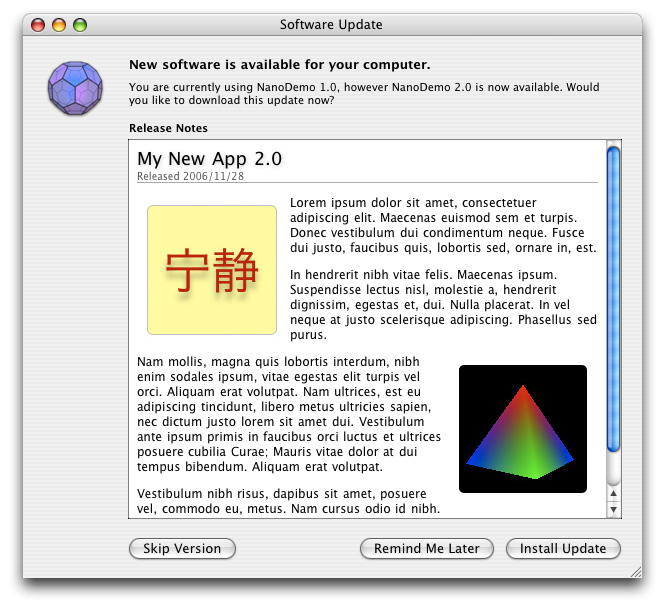 Software Update
New software is available for your computer.
You are currently using NanoDemo 1.0, however NanoDemo 2.0 is now available. Would
you like to download this update now?
Release Notes
My New App 2.0
Released 2006/11/28
宁静
Lorem ipsum dolor sit amet, consectetuer
adipiscing elit. Maecenas euismod sem et turpis.
Donec vestibulum dui condimentum neque. Fusce
dui justo, faucibus quis, lobortis sed, ornare in, est.
In hendrerit nibh vitae felis. Maecenas ipsum.
Suspendisse lectus nisl, molestie a, hendrerit
dignissim, egestas et, dui. Nulla placerat. In vel
neque at justo scelerisque adipiscing. Phasellus sed
purus.
Nam mollis, magna quis lobortis interdum, nibh
enim sodales ipsum, vitae egestas elit turpis vel
orci. Aliquam erat volutpat. Nam ultrices, est eu
adipiscing tincidunt, libero metus ultricies sapien,
nec dictum justo lorem sit amet dui. Vestibulum
ante ipsum primis in faucibus orci luctus et ultrices
posuere cubilia Curae; Mauris vitae dolor at dui
tempus bibendum. Aliquam erat volutpat.
Vestibulum nibh risus, dapibus sit amet, posuere
vel, commodo eu, metus. Nam cursus odio id nibh.
Skip Version
Remind Me Later
Install Update